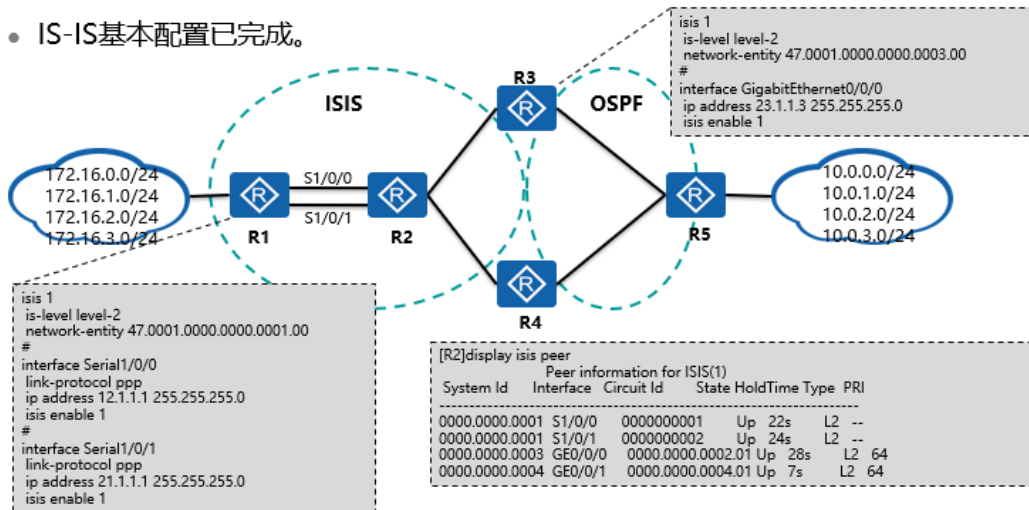 • IS-IS基本配置已完成。
isis 1
is-level level-2
network-entity 47.0001.0000.0000.0003.00
#
interface GigabitEthernet0/0/0
ip address 23.1.1.3 255.255.255.0
isis enable 1
R3
ISIS
OSPF
172.16.0.0/24
172.16.1.0/24
172.16.2.0/24
172.16.3.0/24
S1/0/0
S1/0/1
R1
R2
R5
10.0.0.0/24
10.0.1.0/24
10.0.2.0/24
10.0.3.0/24
R4
isis 1
is-level level-2
network-entity 47.0001.0000.0000.0001.00
#
interface Serial1/0/0
link-protocol ppp
ip address 12.1.1.1 255.255.255.0
isis enable 1
#
interface Serial1/0/1
link-protocol ppp
ip address 21.1.1.1 255.255.255.0
isis enable 1
[R2]display isis peer
Peer information for ISIS(1)
System Id Interface Circuit Id State HoldTime Type PRI
--------------------------------------------------------------------------------
0000.0000.0001 S1/0/0 0000000001 Up 22s L2 --
0000.0000.0001 S1/0/1 0000000002 Up 24s L2 --
0000.0000.0003 GE0/0/0 0000.0000.0002.01 Up 28s L2 64
0000.0000.0004 GE0/0/1 0000.0000.0004.01 Up 7s L2 64